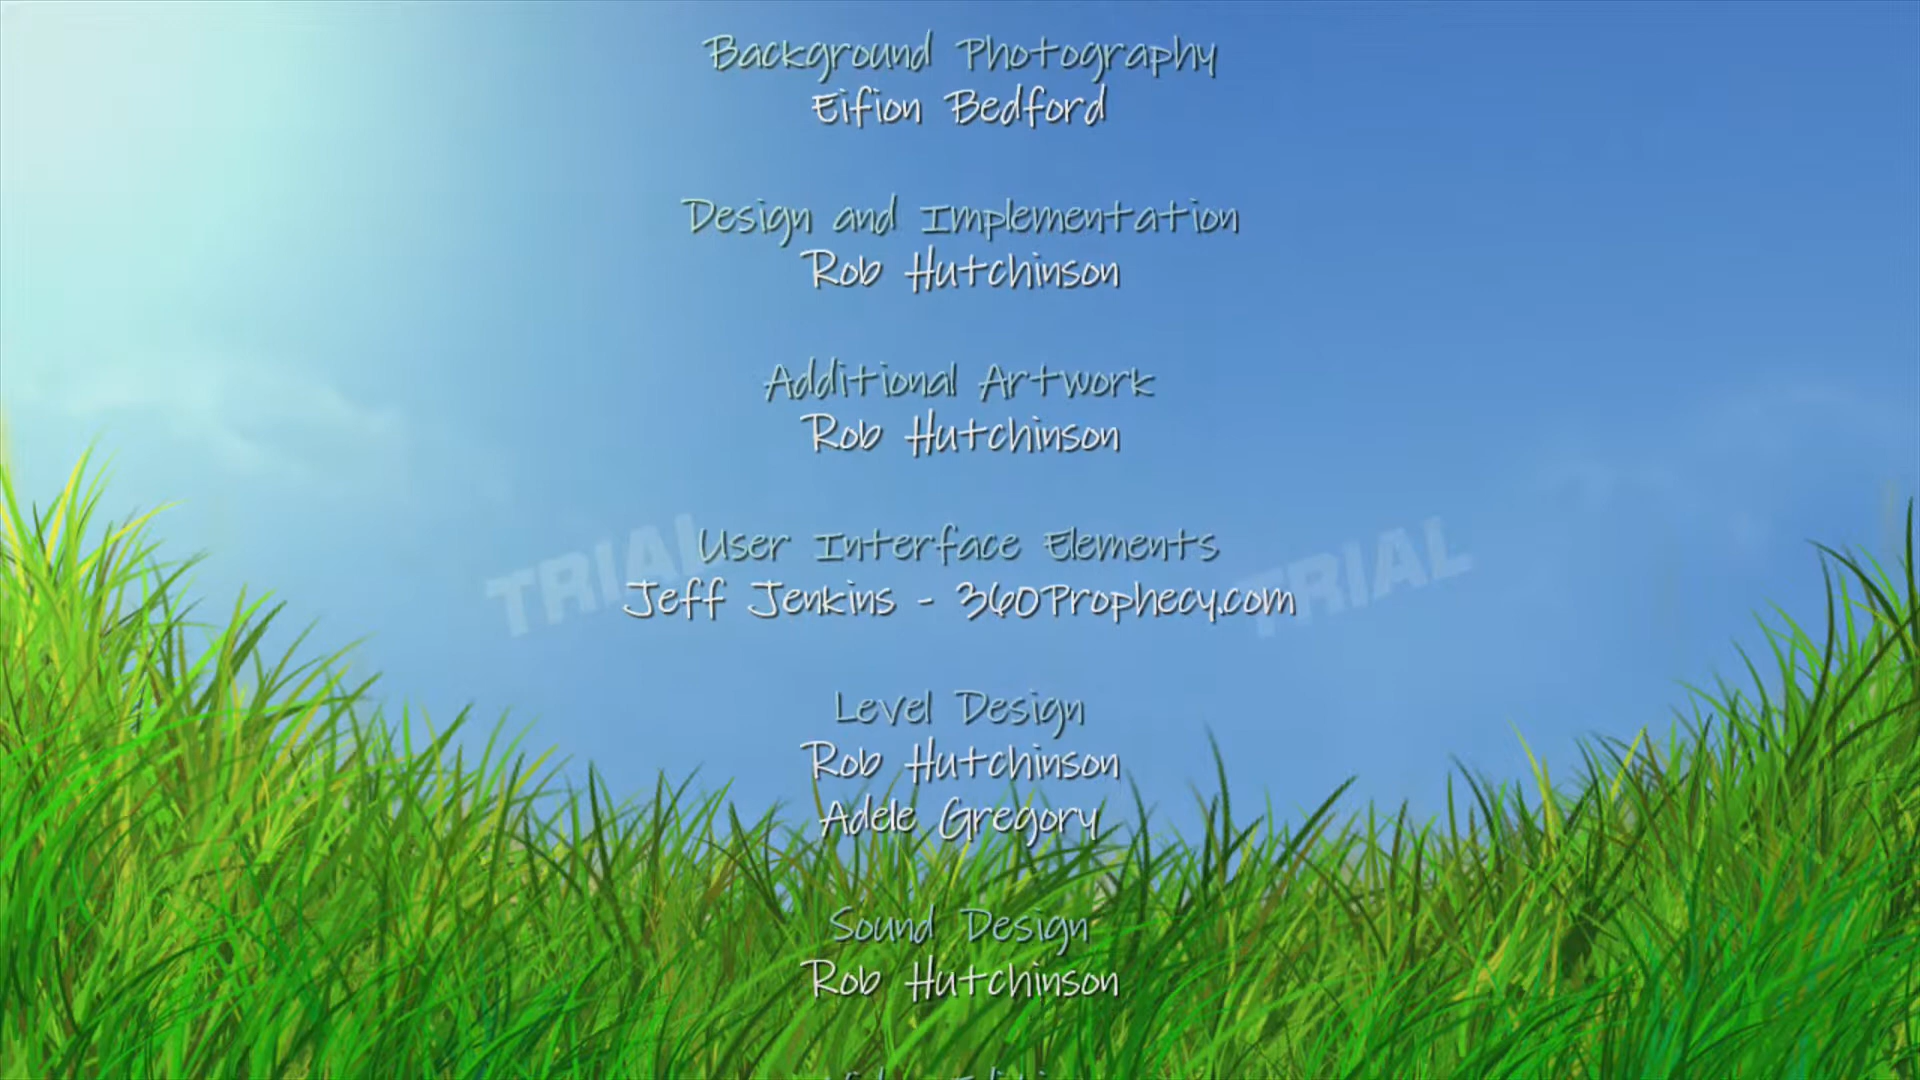 Background Photography
Eifion Bedford
Design and Implementation
Rob Hutchinson
Additional Artwork
Rob Hutchinson
TRIAL
TRIAL
User Interface Elements
Jeff Jenkins - 360Prophecy.com
Level Design
Rob Hutchinson
Adele Gregory
Sound Design
Rob Hutchinson